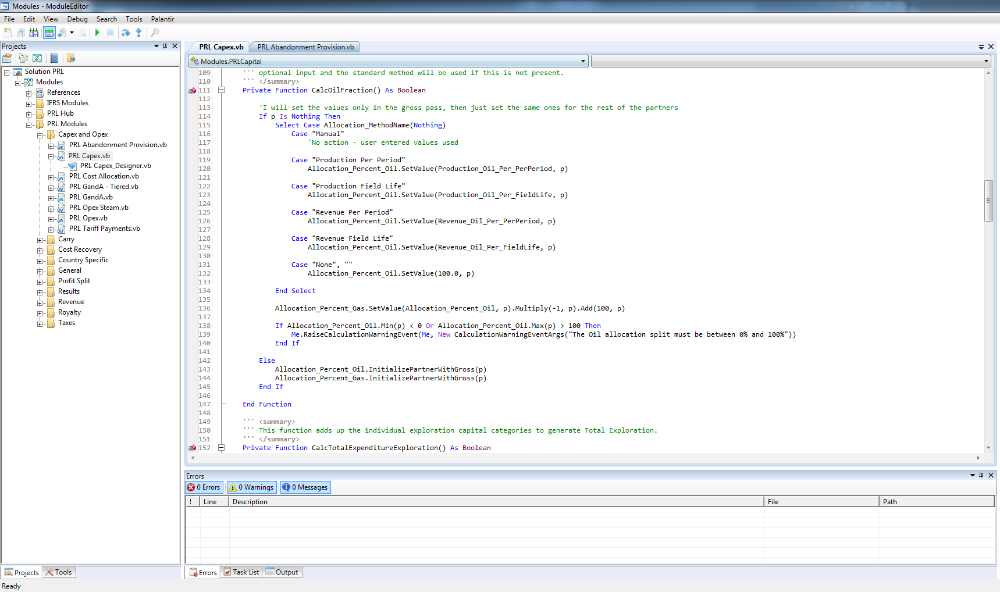 Modules - ModuleEditor
File Edit View Debug Search Tools Palantir
Projects
Solution PRL
Modules
References
IFRS Modules
PRL Hub
PRL Modules
Capex and Opex
PRL Abandonment Provision.vb
PRL Capex.vb
PRL Capex_Designer.vb
PRL Cost Allocation.vb
PRL GandA - Tiered.vb
PRL GandA.vb
PRL Opex Steam.vb
PRL Opex.vb
PRL Tariff Payments.vb
Carry
Cost Recovery
Country Specific
General
Profit Split
Results
Revenue
Royalty
Taxes
Projects Tools
PRL Capex.vb PRL Abandonment Provision.vb
Modules.PRLCapital
109 ''' optional input and the standard method will be used if this is not present.
110 ''' </summary>
111 Private Function CalcOilFraction() As Boolean
112
113 'I will set the values only in the gross pass, then just set the same ones for the rest of the partners
114 If p Is Nothing Then
115 Select Case Allocation_MethodName(Nothing)
116 Case "Manual"
117 'No action - user entered values used
118
119 Case "Production Per Period"
120 Allocation_Percent_Oil.SetValue(Production_Oil_Per_PerPeriod, p)
121
122 Case "Production Field Life"
123 Allocation_Percent_Oil.SetValue(Production_Oil_Per_FieldLife, p)
124
125 Case "Revenue Per Period"
126 Allocation_Percent_Oil.SetValue(Revenue_Oil_Per_PerPeriod, p)
127
128 Case "Revenue Field Life"
129 Allocation_Percent_Oil.SetValue(Revenue_Oil_Per_FieldLife, p)
130
131 Case "None", ""
132 Allocation_Percent_Oil.SetValue(100.0, p)
133
134 End Select
135
136 Allocation_Percent_Gas.SetValue(Allocation_Percent_Oil, p).Multiply(-1, p).Add(100, p)
137
138 If Allocation_Percent_Oil.Min(p) < 0 Or Allocation_Percent_Oil.Max(p) > 100 Then
139 Me.RaiseCalculationWarningEvent(Me, New CalculationWarningEventArgs("The Oil allocation split must be between 0% and 100%"))
140 End If
141
142 Else
143 Allocation_Percent_Oil.InitializePartnerWithGross(p)
144 Allocation_Percent_Gas.InitializePartnerWithGross(p)
145 End If
146
147 End Function
148
149 ''' <summary>
150 ''' This function adds up the individual exploration capital categories to generate Total Exploration.
151 ''' </summary>
152 Private Function CalcTotalExpenditureExploration() As Boolean
Errors
0 Errors 0 Warnings 0 Messages
! Line Description File Path
Errors Task List Output
Ready